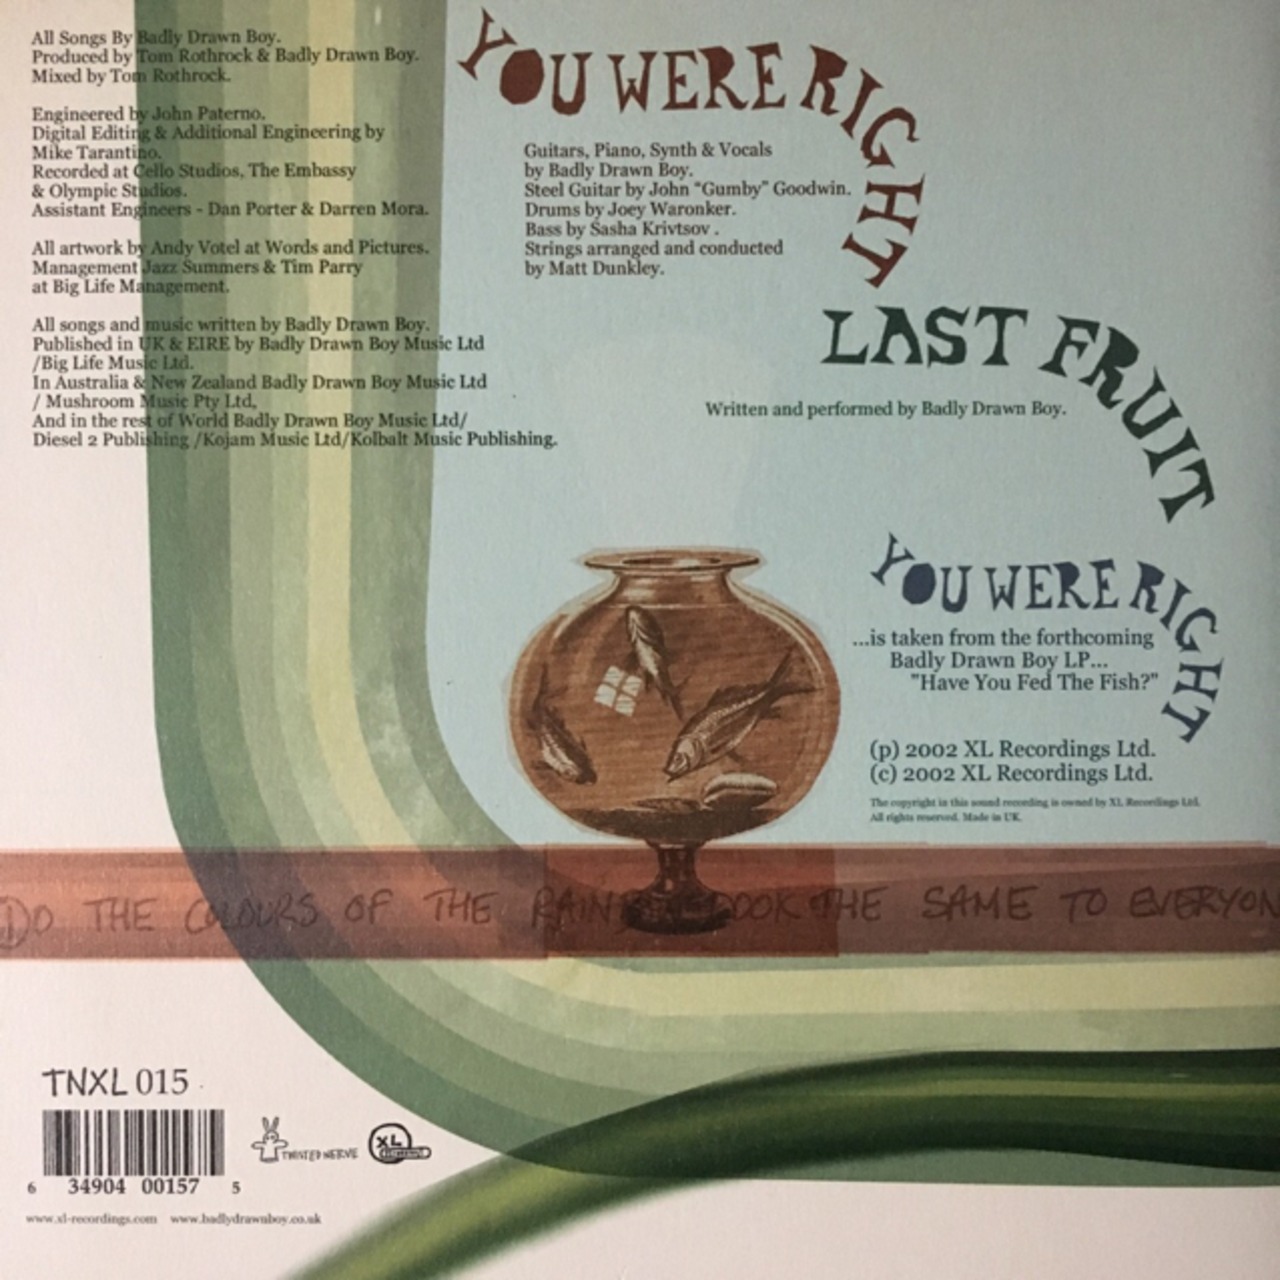 All Songs By Badly Drawn Boy.
Produced by Tom Rothrock & Badly Drawn Boy.
Mixed by Tom Rothrock.
Engineered by John Paterno.
Digital Editing & Additional Engineering by
Mike Tarantino.
Recorded at Cello Studios, The Embassy
& Olympic Studios.
Assistant Engineers - Dan Porter & Darren Mora.
All artwork by Andy Votel at Words and Pictures.
Management Jazz Summers & Tim Parry
at Big Life Management.
All songs and music written by Badly Drawn Boy.
Published in UK & EIRE by Badly Drawn Boy Music Ltd
/Big Life Music Ltd.
In Australia & New Zealand Badly Drawn Boy Music Ltd
/ Mushroom Music Pty Ltd,
And in the rest of World Badly Drawn Boy Music Ltd/
Diesel 2 Publishing /Kojam Music Ltd/Kolbalt Music Publishing.
YOU WERE RIGHT
Guitars, Piano, Synth & Vocals
by Badly Drawn Boy.
Steel Guitar by John "Gumby" Goodwin.
Drums by Joey Waronker.
Bass by Sasha Krivtsov .
Strings arranged and conducted
by Matt Dunkley.
LAST FRUIT
Written and performed by Badly Drawn Boy.
YOU WERE RIGHT
...is taken from the forthcoming
Badly Drawn Boy LP...
"Have You Fed The Fish?"
(p) 2002 XL Recordings Ltd.
(c) 2002 XL Recordings Ltd.
The copyright in this sound recording is owned by XL Recordings Ltd.
All rights reserved. Made in UK.
DO THE COLOURS OF THE RAINBOW LOOK THE SAME TO EVERYON
TNXL 015
6 34904 00157 5
TWISTED NERVE
XL
www.xl-recordings.com www.badlydrawnboy.co.uk